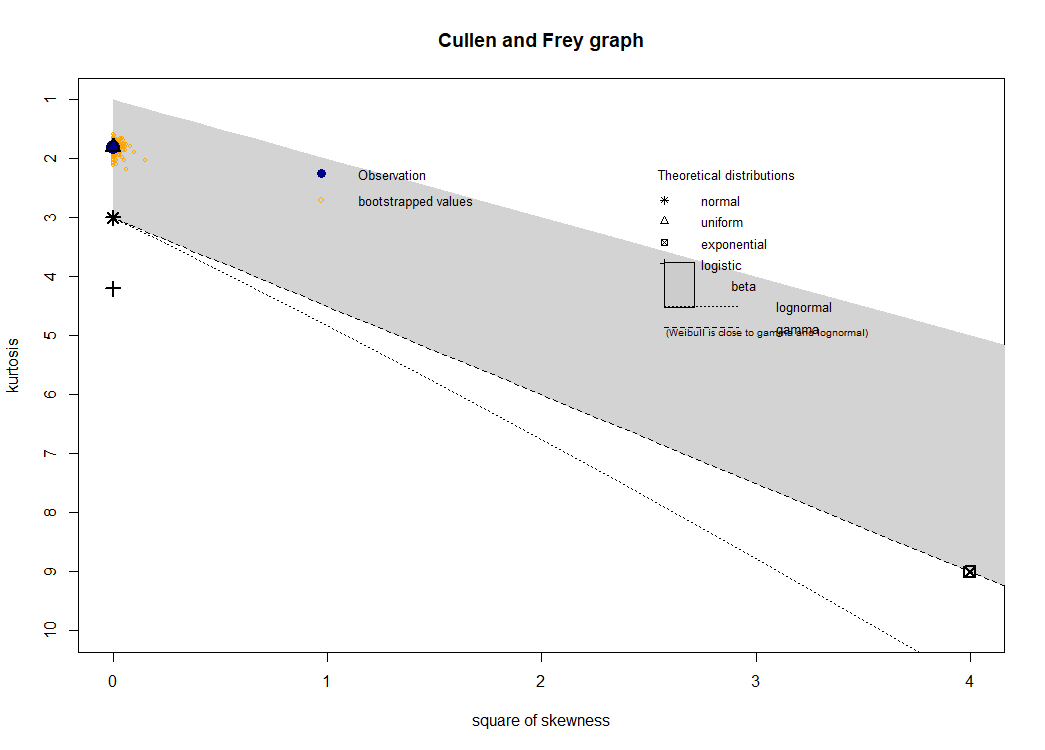 Cullen and Frey graph
kurtosis
1
2
3
4
5
6
7
8
9
10
Observation
bootstrapped values
Theoretical distributions
normal
uniform
exponential
logistic
beta
lognormal
gamma
(Weibull is close to gamma and lognormal)
0 1 2 3 4
square of skewness